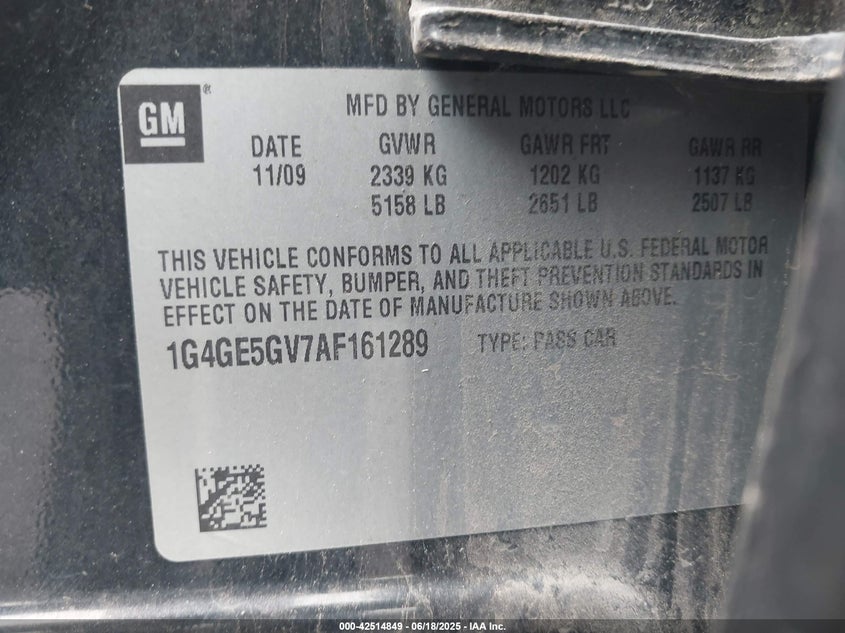 GM®
MFD BY GENERAL MOTORS LLC
DATE GVWR GAWR FRT GAWR RR
11/09 2339 KG 1202 KG 1137 KG
5158 LB 2651 LB 2507 LB
THIS VEHICLE CONFORMS TO ALL APPLICABLE U.S. FEDERAL MOTOR
VEHICLE SAFETY, BUMPER, AND THEFT PREVENTION STANDARDS IN
EFFECT ON THE DATE OF MANUFACTURE SHOWN ABOVE.
1G4GE5GV7AF161289 TYPE: PASS CAR
000-42514849 - 06/18/2025 - IAA Inc.